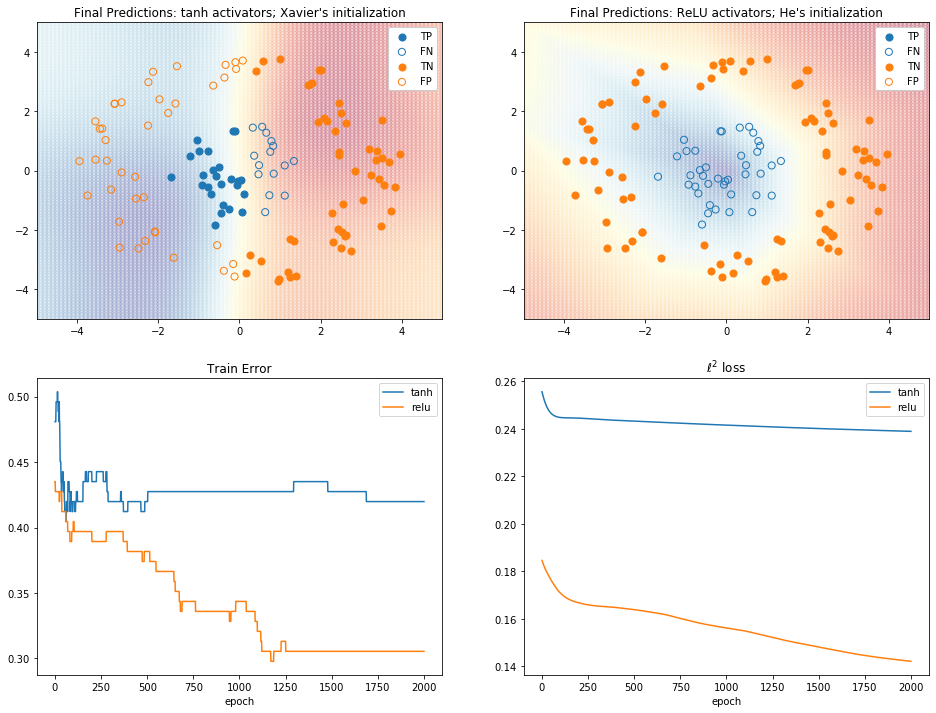 Final Predictions: tanh activators; Xavier's initialization
TP
FN
TN
FP
4
2
0
−2
−4
−4 −2 0 2 4
Final Predictions: ReLU activators; He's initialization
TP
FN
TN
FP
4
2
0
−2
−4
−4 −2 0 2 4
Train Error
tanh
relu
0.50
0.45
0.40
0.35
0.30
0 250 500 750 1000 1250 1500 1750 2000
epoch
ℓ² loss
tanh
relu
0.26
0.24
0.22
0.20
0.18
0.16
0.14
0 250 500 750 1000 1250 1500 1750 2000
epoch